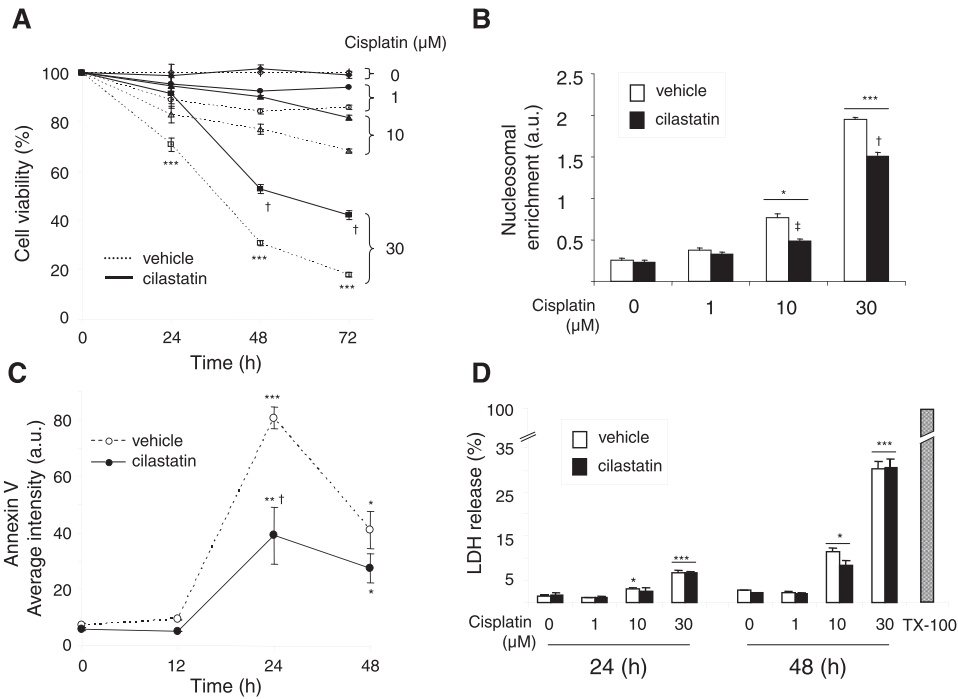 A
Cisplatin (µM)
Cell viability (%)
100
80
60
40
20
0
0
1
10
30
***
***
***
†
†
vehicle
cilastatin
0
24
48
72
Time (h)
B
Nucleosomal
enrichment (a.u.)
2.5
2
1.5
1
0.5
vehicle
cilastatin
***
†
*
‡
Cisplatin
(µM)
0
1
10
30
C
Annexin V
Average intensity (a.u.)
80
60
40
20
0
vehicle
cilastatin
***
** †
*
*
0
12
24
48
Time (h)
D
LDH release (%)
100
35
25
15
5
vehicle
cilastatin
*
***
*
***
Cisplatin
(µM)
0 1 10 30 0 1 10 30 TX-100
24 (h) 48 (h)